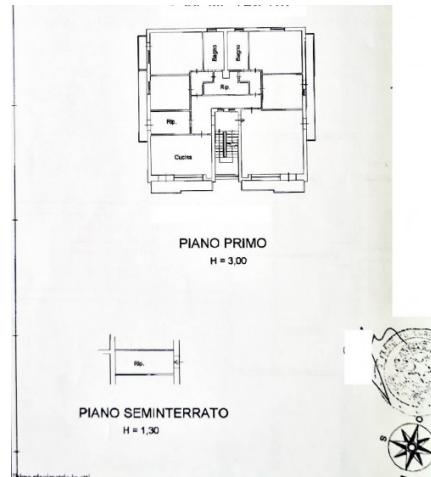 Bagno
Bagno
Rip.
Rip.
Cucina
PIANO PRIMO
H = 3,00
Rip.
PIANO SEMINTERRATO
H = 1,30
O
S